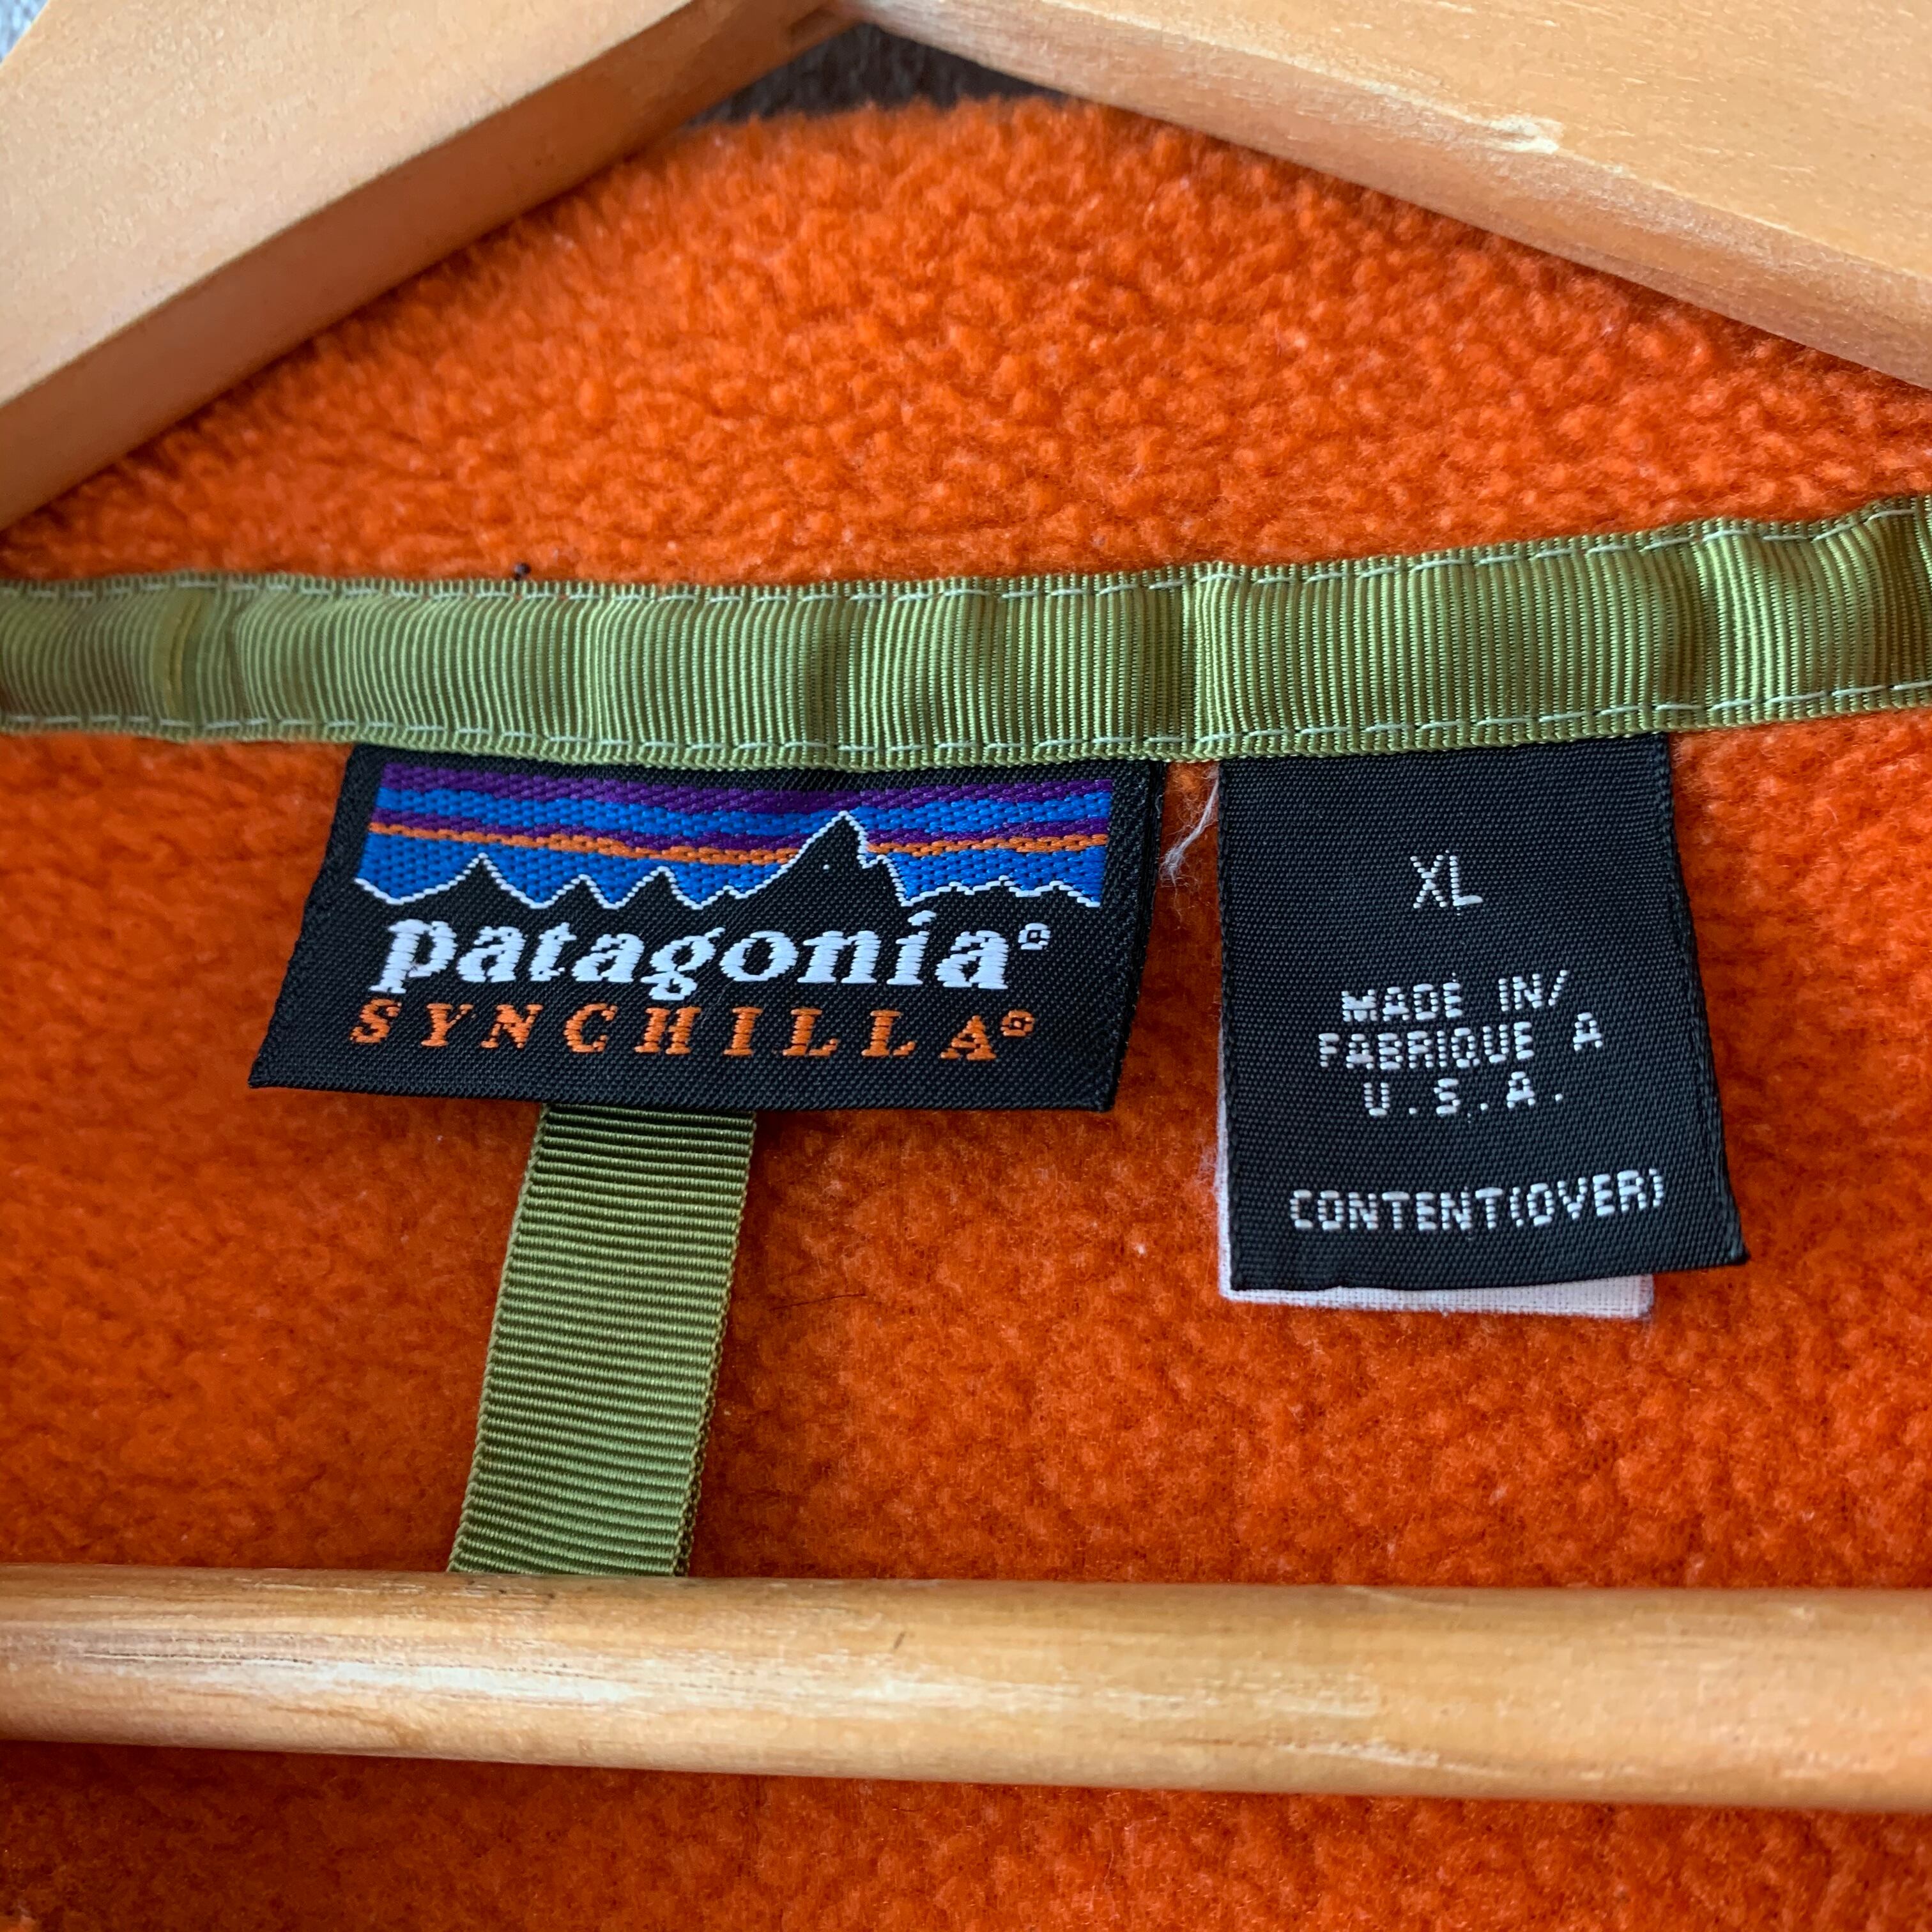 patagonia®
SYNCHILLA®
XL
MADE IN/
FABRIQUE A
U.S.A.
CONTENT(OVER)